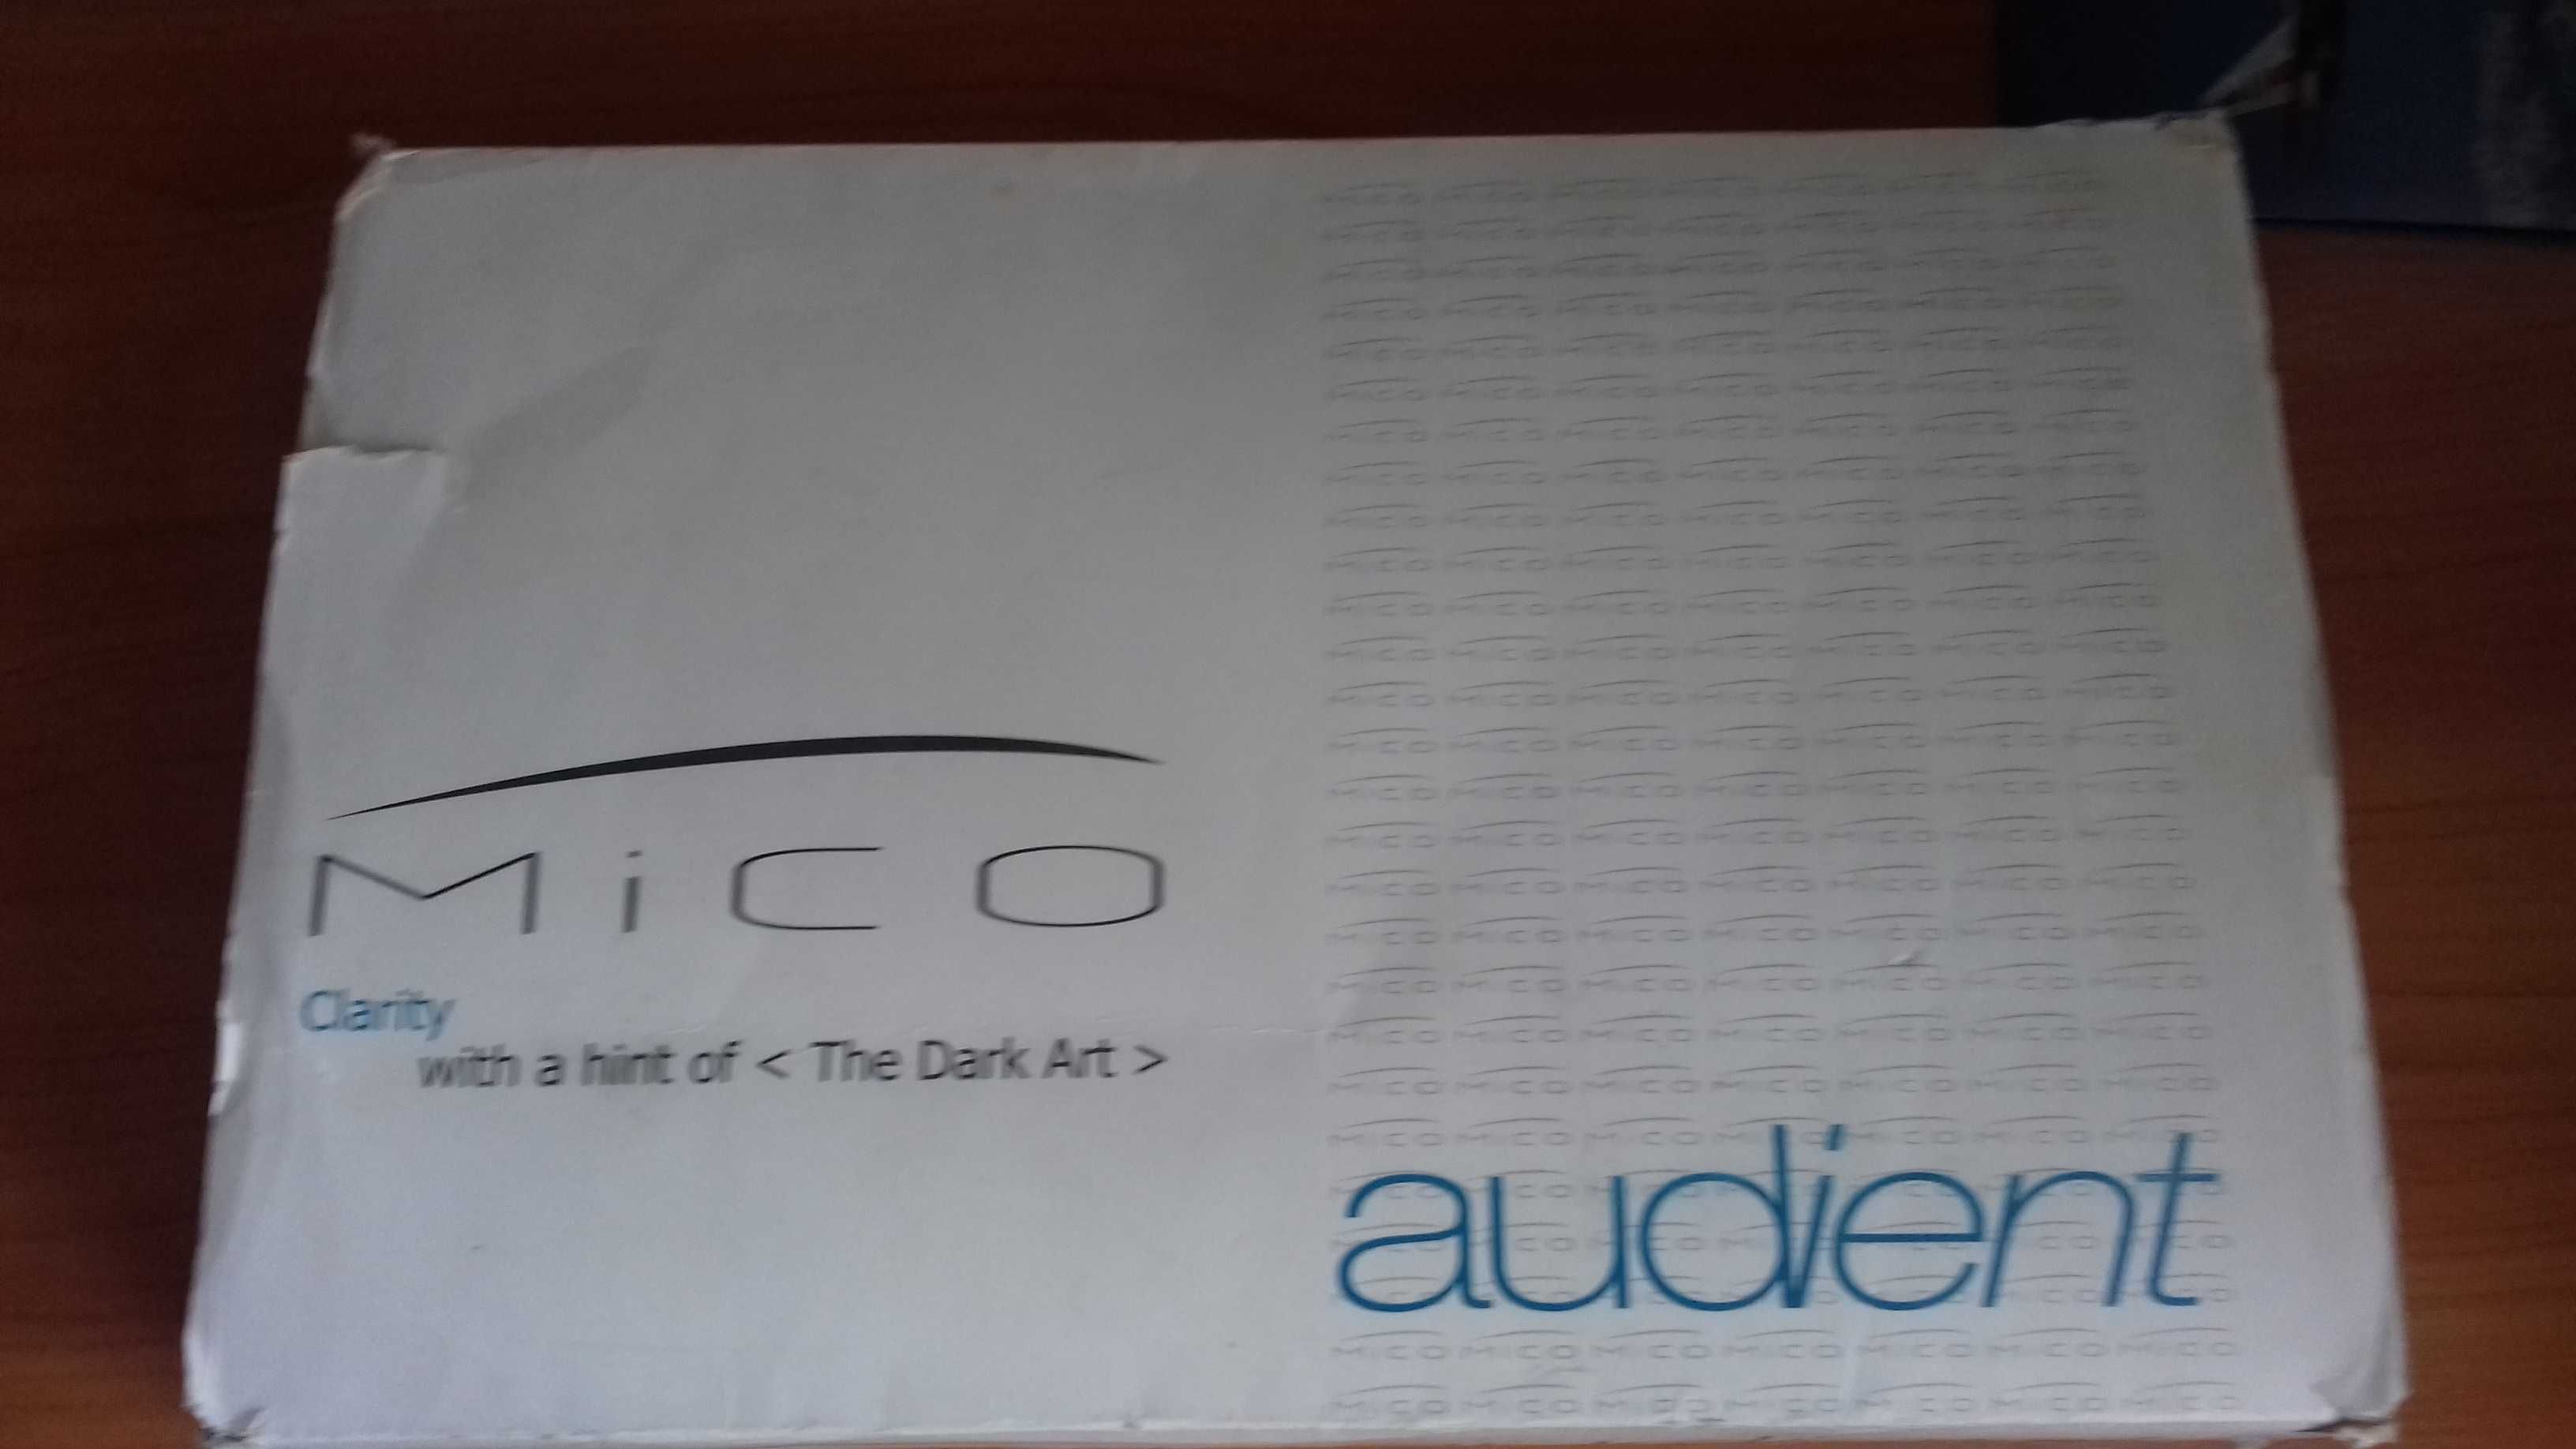 MiCO
Clarity
with a hint of < The Dark Art >
audient